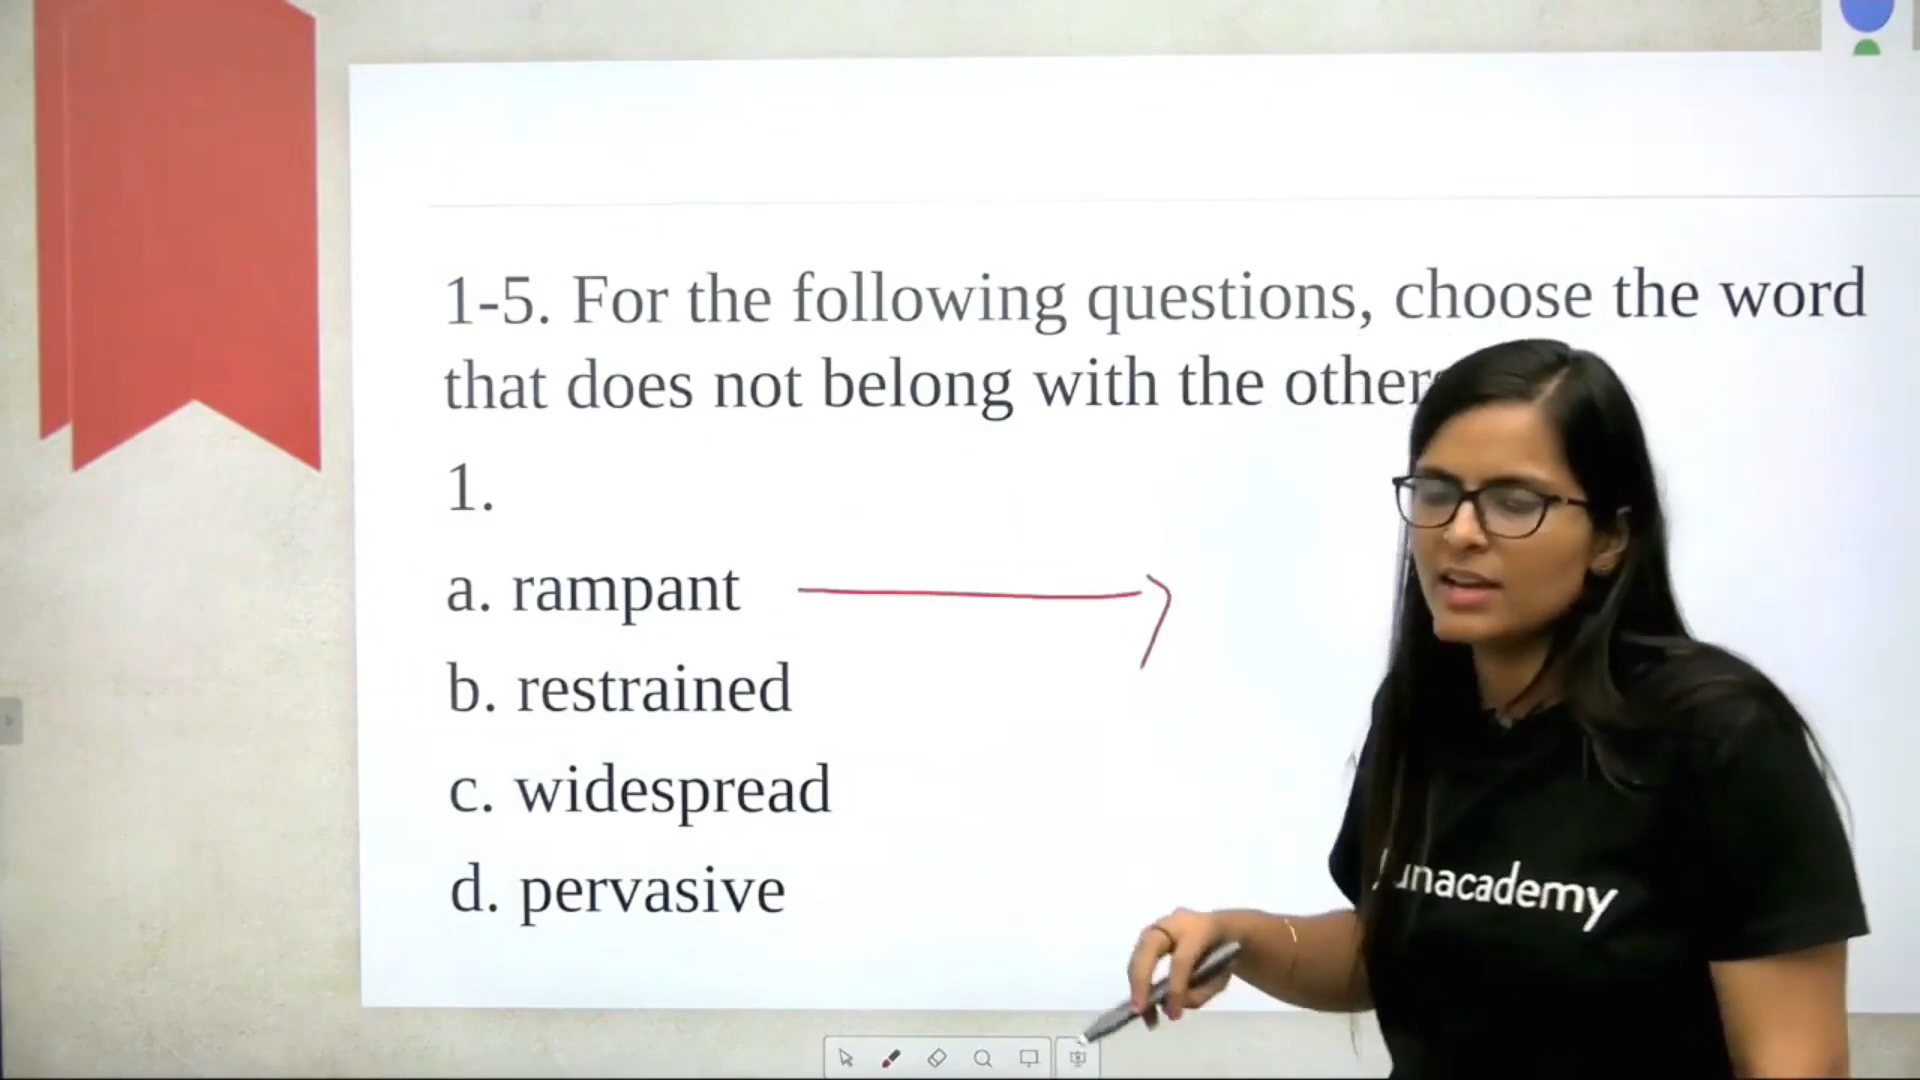 1-5. For the following questions, choose the word
that does not belong with the other
1.
a. rampant
b. restrained
c. widespread
d. pervasive
unacademy